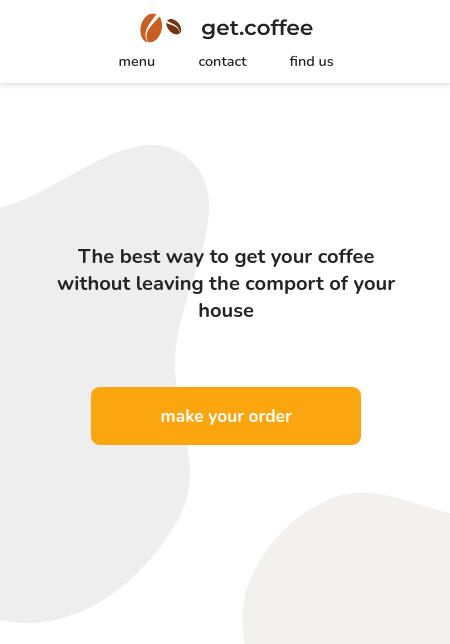 get.coffee
menu contact find us
The best way to get your coffee
without leaving the comport of your
house
make your order